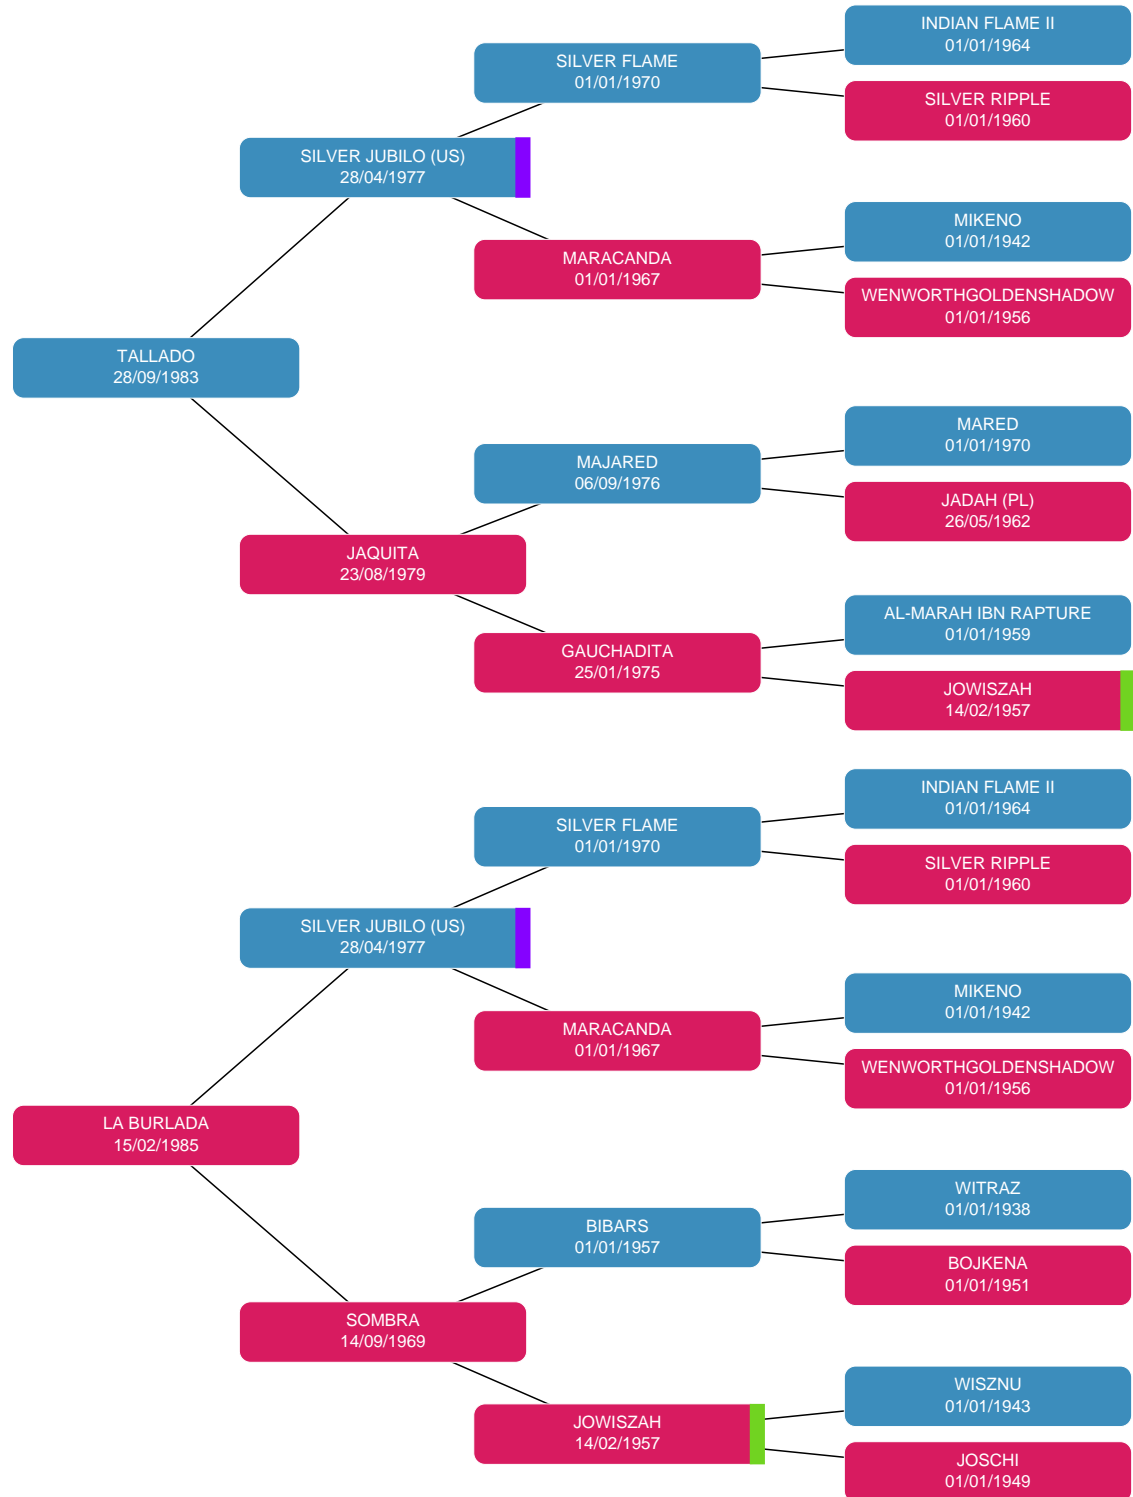 INDIAN FLAME II
01/01/1964
SILVER FLAME
01/01/1970
SILVER RIPPLE
01/01/1960
SILVER JUBILO (US)
28/04/1977
MIKENO
01/01/1942
MARACANDA
01/01/1967
WENWORTHGOLDENSHADOW
01/01/1956
TALLADO
28/09/1983
MARED
01/01/1970
MAJARED
06/09/1976
JADAH (PL)
26/05/1962
JAQUITA
23/08/1979
AL-MARAH IBN RAPTURE
01/01/1959
GAUCHADITA
25/01/1975
JOWISZAH
14/02/1957
INDIAN FLAME II
01/01/1964
SILVER FLAME
01/01/1970
SILVER RIPPLE
01/01/1960
SILVER JUBILO (US)
28/04/1977
MIKENO
01/01/1942
MARACANDA
01/01/1967
WENWORTHGOLDENSHADOW
01/01/1956
LA BURLADA
15/02/1985
WITRAZ
01/01/1938
BIBARS
01/01/1957
BOJKENA
01/01/1951
SOMBRA
14/09/1969
WISZNU
01/01/1943
JOWISZAH
14/02/1957
JOSCHI
01/01/1949